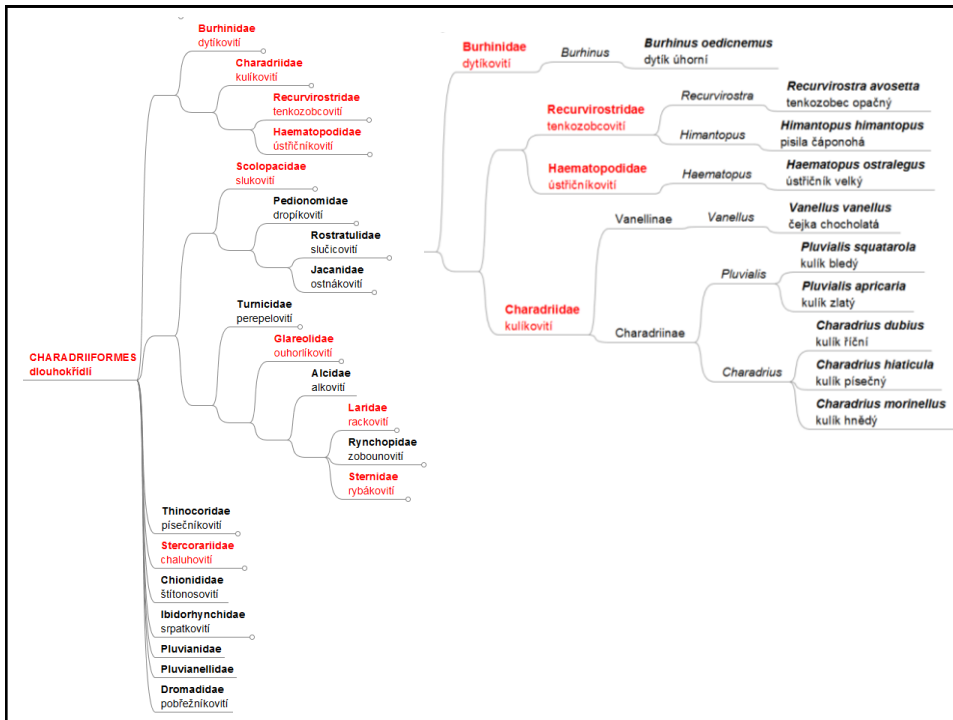 Burhinidae
dytíkovití
Charadriidae
kulíkovití
Recurvirostridae
tenkozobcovití
Haematopodidae
ústřičníkovití
Scolopacidae
slukovití
Pedionomidae
dropíkovití
Rostratulidae
slučicovití
Jacanidae
ostnákovití
Turnicidae
perepelovití
Glareolidae
ouhorlíkovití
CHARADRIIFORMES
dlouhokřídlí
Alcidae
alkovití
Laridae
rackovití
Rynchopidae
zobounovití
Sternidae
rybákovití
Thinocoridae
písečníkovití
Stercorariidae
chaluhovití
Chionididae
štítonosovití
Ibidorhynchidae
srpatkovití
Pluvianidae
Pluvianellidae
Dromadidae
pobřežníkovití
Burhinidae
dytíkovití
Burhinus
Burhinus oedicnemus
dytík úhorní
Recurvirostridae
tenkozobcovití
Recurvirostra
Recurvirostra avosetta
tenkozobec opačný
Himantopus
Himantopus himantopus
pisila čáponohá
Haematopodidae
ústřičníkovití
Haematopus
Haematopus ostralegus
ústřičník velký
Charadriidae
kulíkovití
Vanellinae
Vanellus
Vanellus vanellus
čejka chocholatá
Charadriinae
Pluvialis
Pluvialis squatarola
kulík bledý
Pluvialis apricaria
kulík zlatý
Charadrius
Charadrius dubius
kulík říční
Charadrius hiaticula
kulík písečný
Charadrius morinellus
kulík hnědý